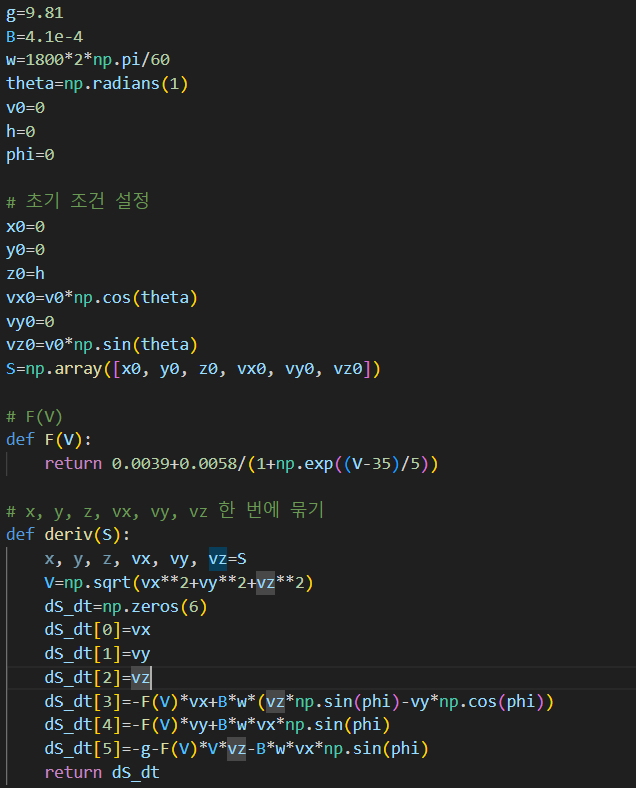 g=9.81
B=4.1e-4
w=1800*2*np.pi/60
theta=np.radians(1)
v0=0
h=0
phi=0
# 초기 조건 설정
x0=0
y0=0
z0=h
vx0=v0*np.cos(theta)
vy0=0
vz0=v0*np.sin(theta)
S=np.array([x0, y0, z0, vx0, vy0, vz0])
# F(V)
def F(V):
    return 0.0039+0.0058/(1+np.exp((V-35)/5))
# x, y, z, vx, vy, vz 한 번에 묶기
def deriv(S):
    x, y, z, vx, vy, vz=S
    V=np.sqrt(vx**2+vy**2+vz**2)
    dS_dt=np.zeros(6)
    dS_dt[0]=vx
    dS_dt[1]=vy
    dS_dt[2]=vz
    dS_dt[3]=-F(V)*vx+B*w*(vz*np.sin(phi)-vy*np.cos(phi))
    dS_dt[4]=-F(V)*vy+B*w*vx*np.sin(phi)
    dS_dt[5]=-g-F(V)*V*vz-B*w*vx*np.sin(phi)
    return dS_dt